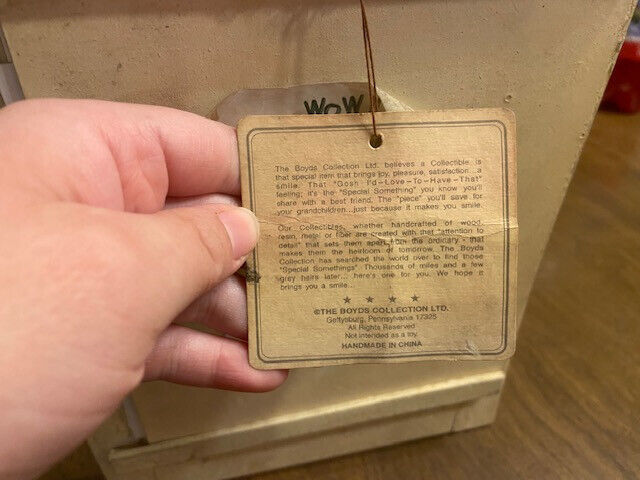 WOW
The Boyds Collection Ltd. believes a Collectible is
that special item that brings joy, pleasure, satisfaction...a
smile. That "Gosh I'd-Love-To-Have-That"
feeling; it's the "Special Something" you know you'll
share with a best friend. The "piece" you'll save for
your grandchildren...just because it makes you smile.
Our Collectibles, whether handcrafted of wood,
resin, metal or fiber are created with that "attention to
detail" that sets them apart from the ordinary - that
makes them the heirloom of tomorrow. The Boyds
Collection has searched the world over to find those
"Special Somethings". Thousands of miles and a few
grey hairs later... here's one for you. We hope it
brings you a smile...
©THE BOYDS COLLECTION LTD.
Gettysburg, Pennsylvania 17325
All Rights Reserved
Not intended as a toy.
HANDMADE IN CHINA